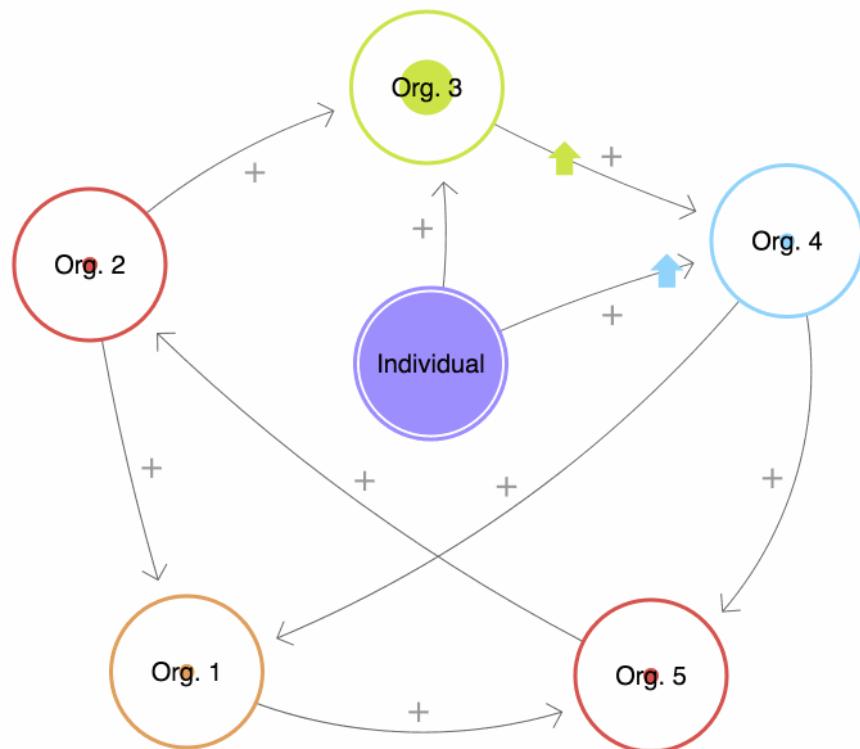 Org. 3
+
+
+
Org. 4
Org. 2
+
Individual
+
+
+
+
+
Org. 1
Org. 5
+